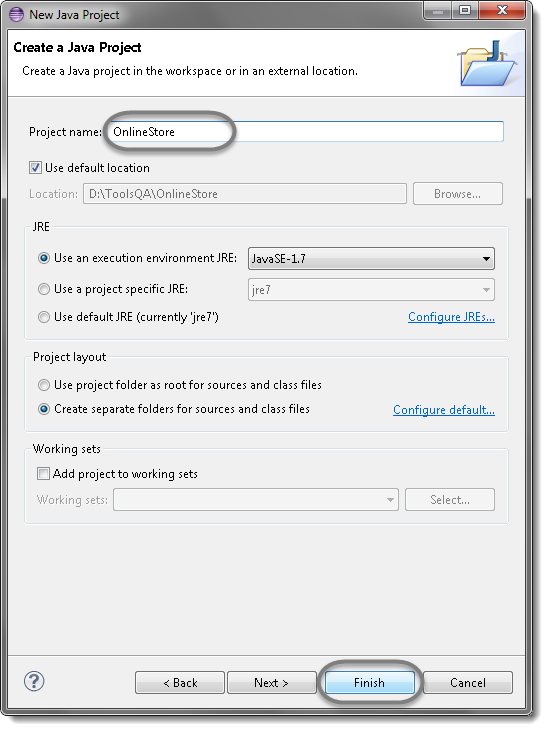 New Java Project
Create a Java Project
Create a Java project in the workspace or in an external location.
Project name: OnlineStore
Use default location
Location: D:\ToolsQA\OnlineStore Browse...
JRE
Use an execution environment JRE: JavaSE-1.7
Use a project specific JRE: jre7
Use default JRE (currently 'jre7') Configure JREs...
Project layout
Use project folder as root for sources and class files
Create separate folders for sources and class files Configure default...
Working sets
Add project to working sets
Working sets: Select...
? < Back Next > Finish Cancel